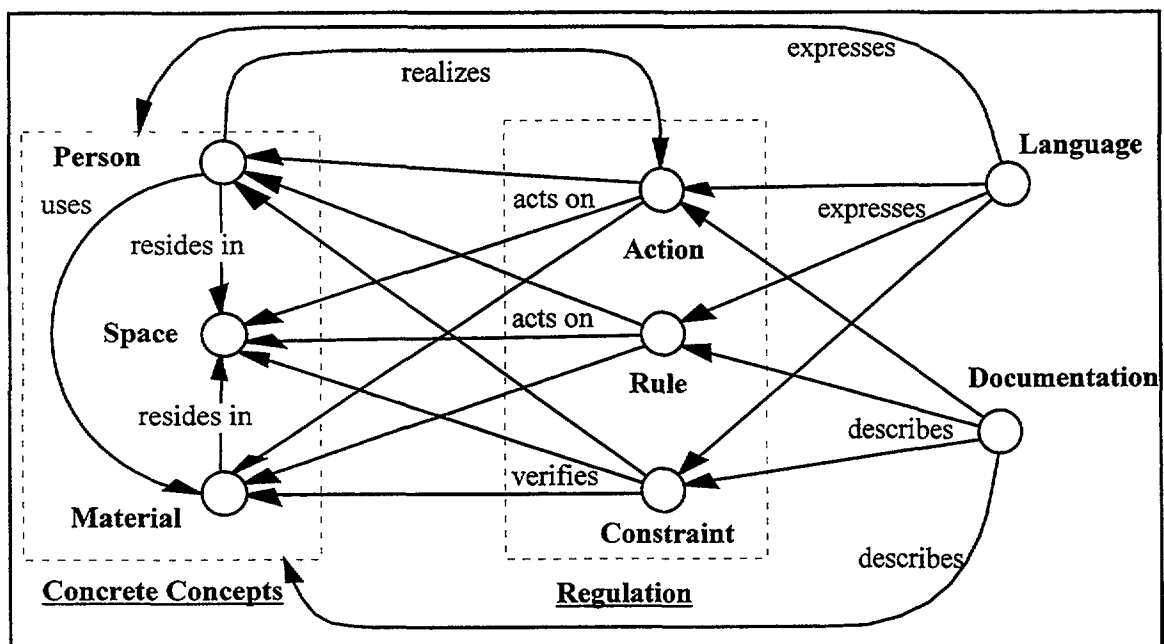 expresses
realizes
Person
Language
uses
acts on
expresses
resides in
Action
Space
acts on
Rule
Documentation
resides in
describes
verifies
Material
Constraint
describes
Concrete Concepts
Regulation